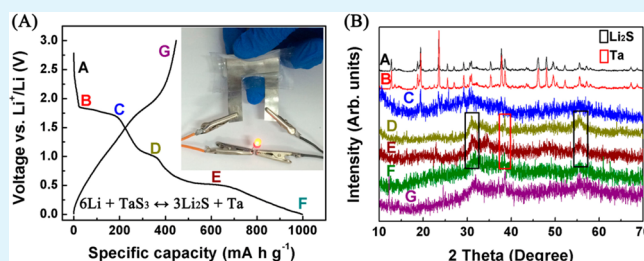 (A)
Voltage vs. Li⁺/Li (V)
3.0
2.5
2.0
1.5
1.0
0.5
0.0
A
B
C
D
E
F
G
6Li + TaS₃ ↔ 3Li₂S + Ta
0 200 400 600 800 1000
Specific capacity (mA h g⁻¹)
(B)
Intensity (Arb. units)
Li₂S
Ta
A
B
C
D
E
F
G
10 20 30 40 50 60 70
2 Theta (Degree)